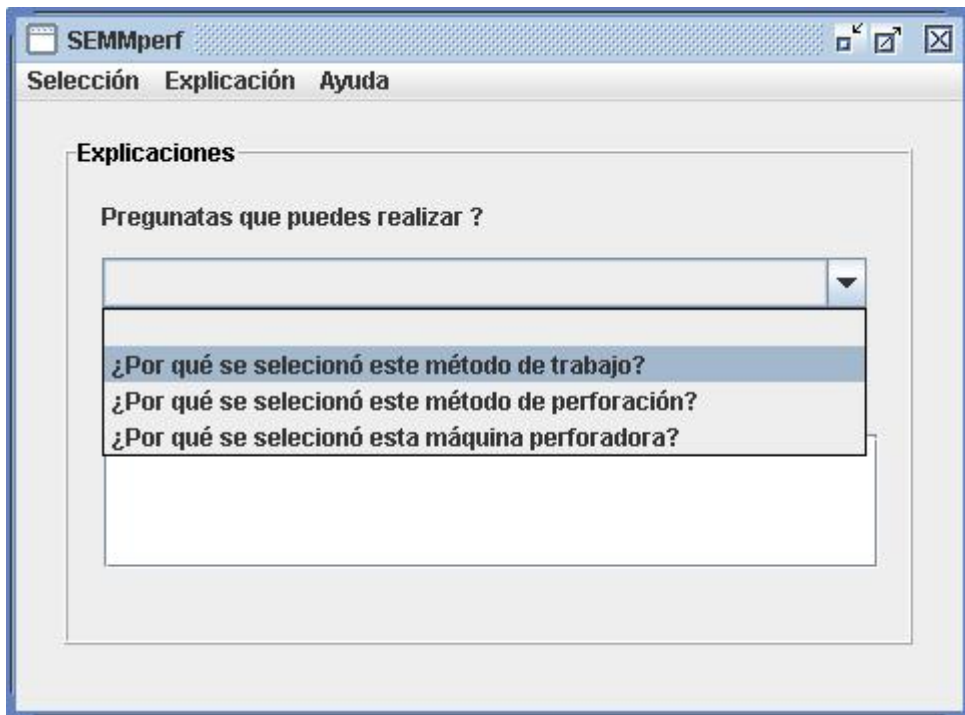 SEMMperf
Selección Explicación Ayuda
Explicaciones
Pregunatas que puedes realizar ?
¿Por qué se selecionó este método de trabajo?
¿Por qué se selecionó este método de perforación?
¿Por qué se selecionó esta máquina perforadora?